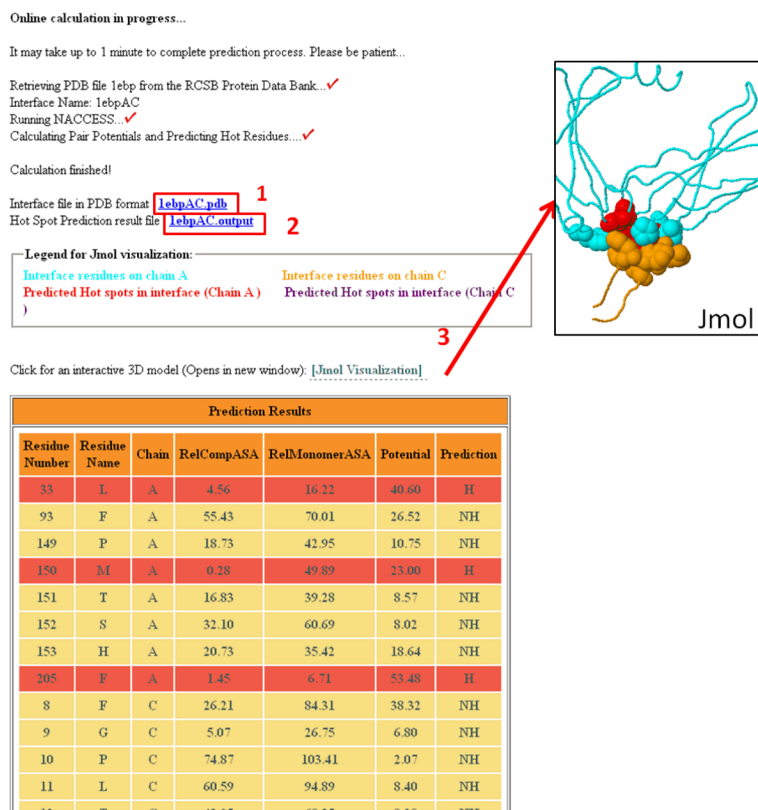 Online calculation in progress...
It may take up to 1 minute to complete prediction process. Please be patient...
Retrieving PDB file 1ebp from the RCSB Protein Data Bank...✓
Interface Name: 1ebpAC
Running NACCESS...✓
Calculating Pair Potentials and Predicting Hot Residues....✓
Calculation finished!
Interface file in PDB format 1ebpAC.pdb 1
Hot Spot Prediction result file 1ebpAC.output 2
Legend for Jmol visualization:
Interface residues on chain A Interface residues on chain C
Predicted Hot spots in interface (Chain A ) Predicted Hot spots in interface (Chain C
)
Jmol
3
Click for an interactive 3D model (Opens in new window): [Jmol Visualization]
Prediction Results
Residue Number Residue Name Chain RelCompASA RelMonomerASA Potential Prediction
33 L A 4.56 16.22 40.60 H
93 F A 55.43 70.01 26.52 NH
149 P A 18.73 42.95 10.75 NH
150 M A 0.28 49.89 23.00 H
151 T A 16.83 39.28 8.57 NH
152 S A 32.10 60.69 8.02 NH
153 H A 20.73 35.42 18.64 NH
205 F A 1.45 6.71 53.48 H
8 F C 26.21 84.31 38.32 NH
9 G C 5.07 26.75 6.80 NH
10 P C 74.87 103.41 2.07 NH
11 L C 60.59 94.89 8.40 NH